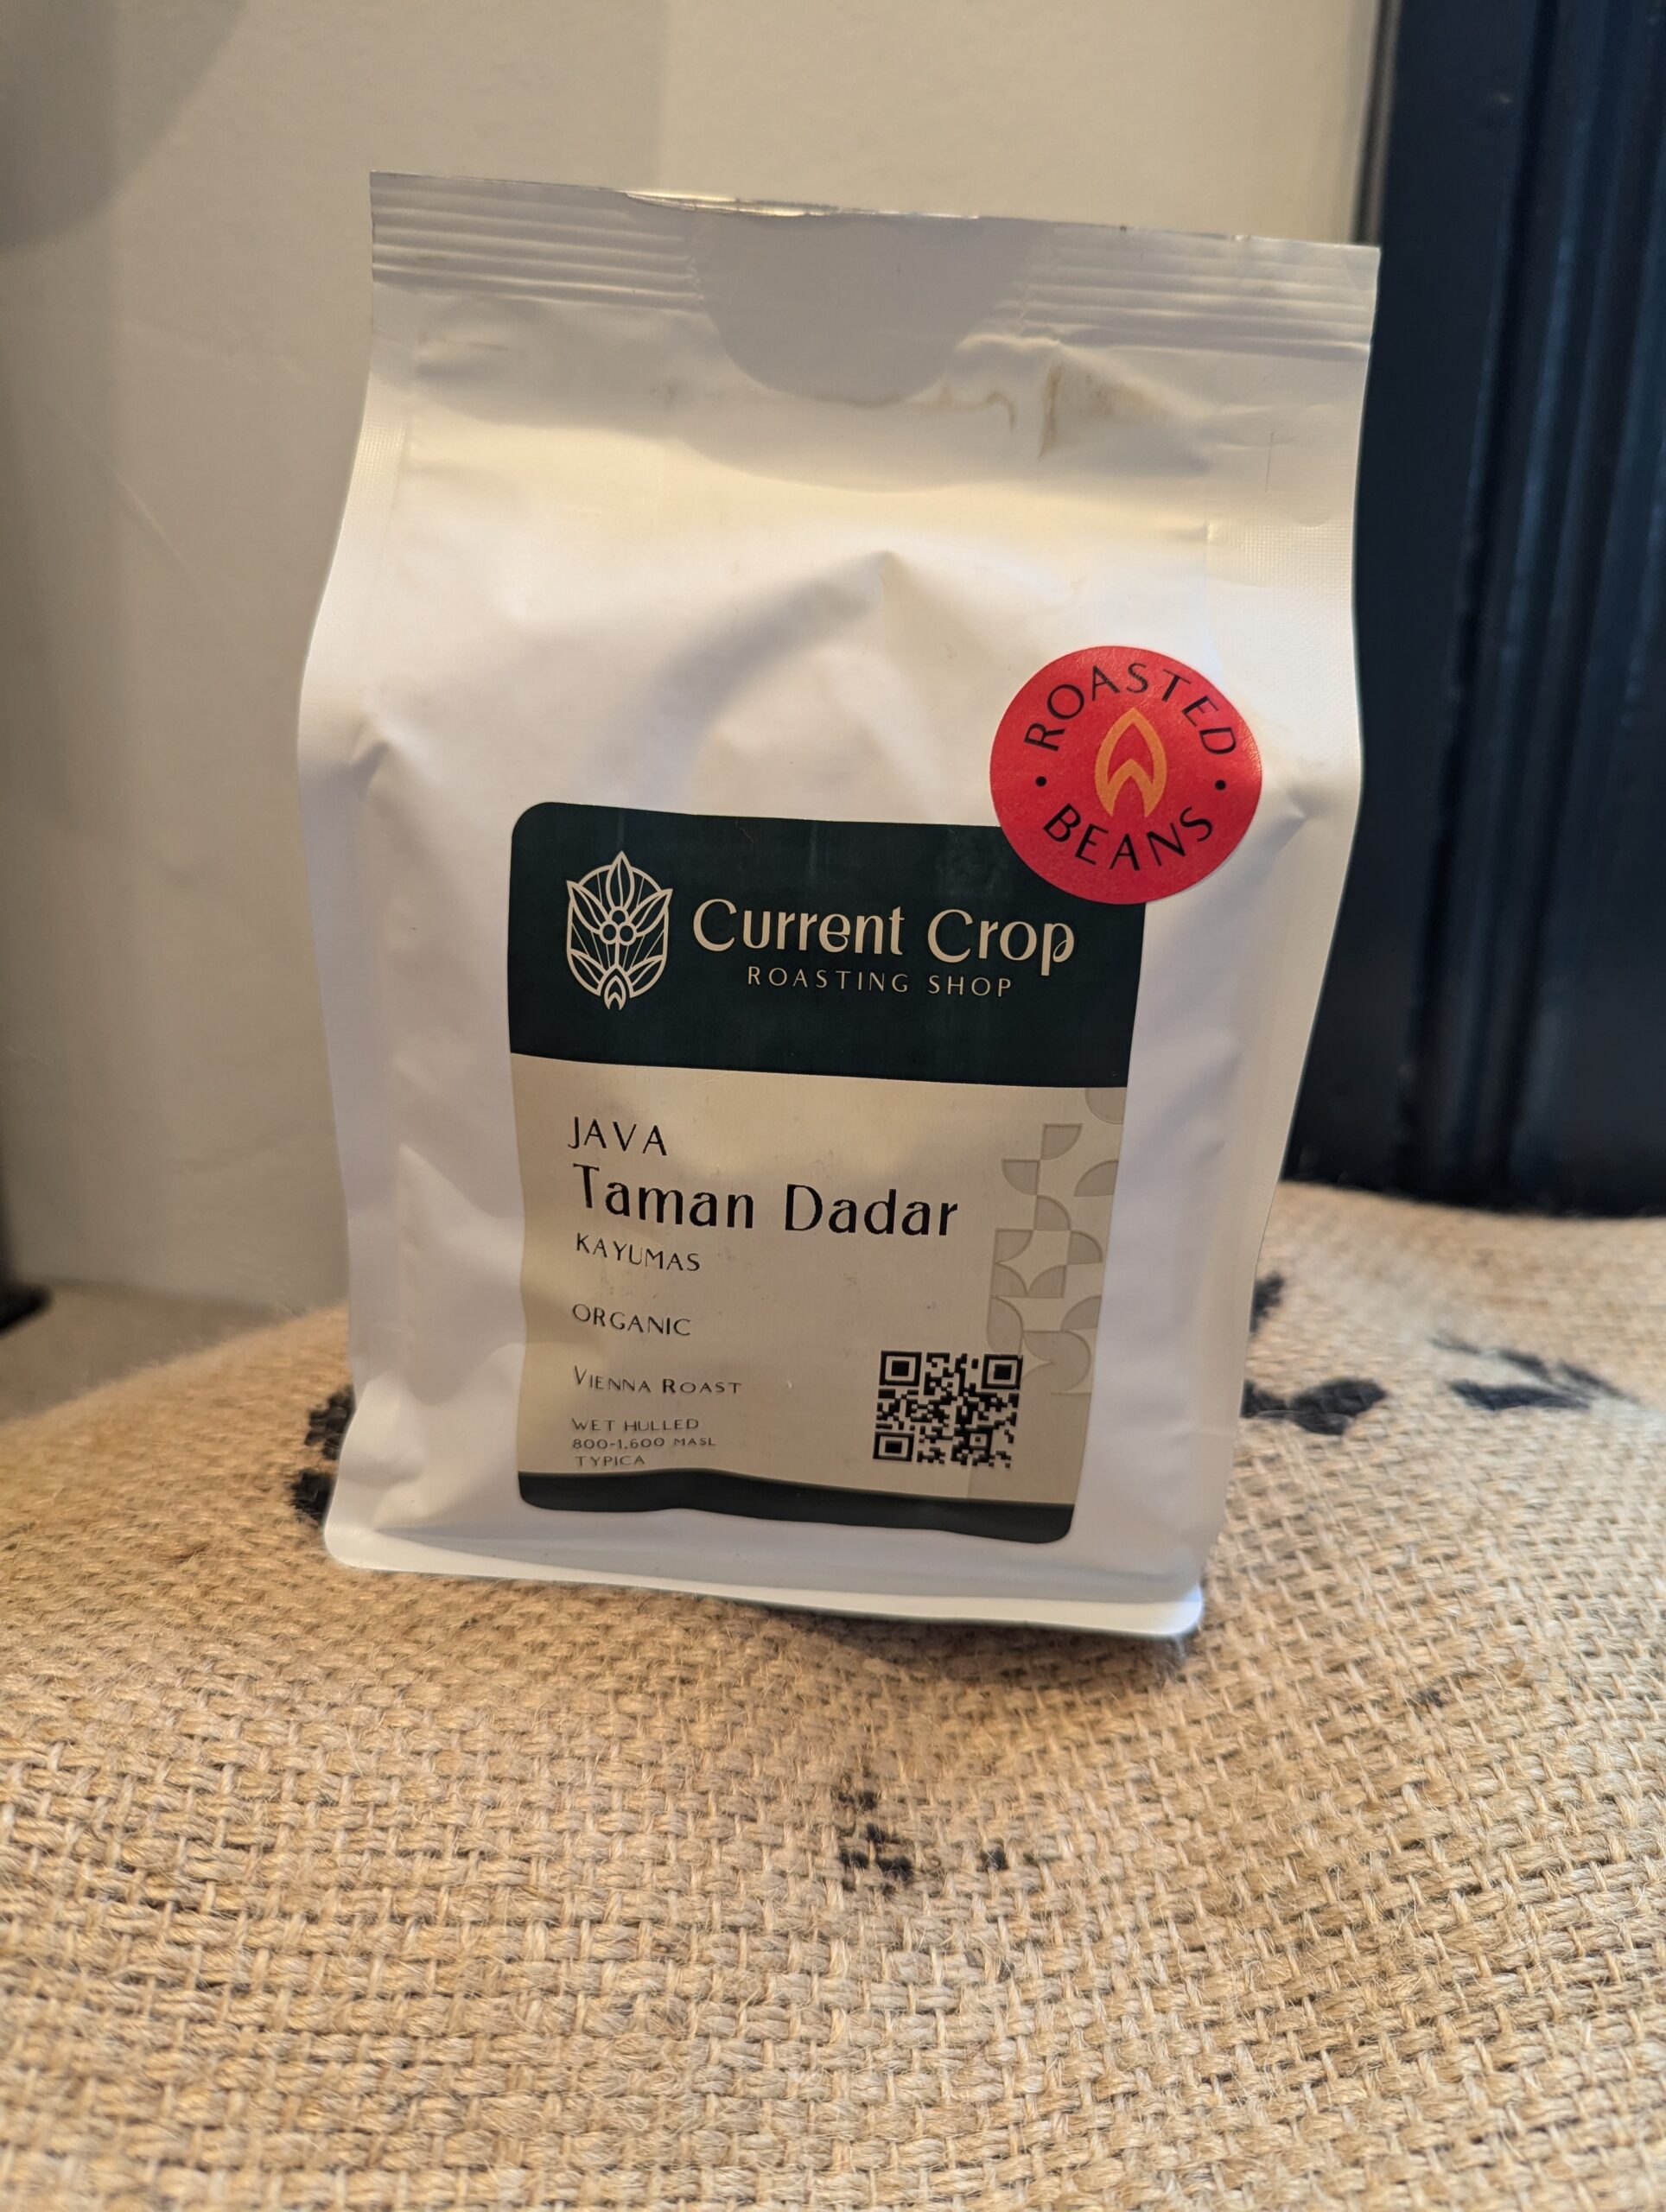 ROASTED
BEANS
Current Crop
ROASTING SHOP
JAVA
Taman Dadar
KAYUMAS
ORGANIC
VIENNA ROAST
WET HULLED
800-1,600 MASL
TYPICA